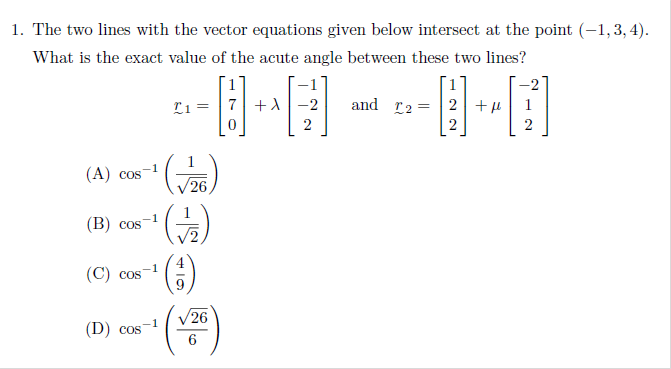 1. The two lines with the vector equations given below intersect at the point (−1, 3, 4).
What is the exact value of the acute angle between these two lines?
r̰₁ = [1 7 0] + λ [−1 −2 2] and r̰₂ = [1 2 2] + μ [−2 1 2]
(A) cos⁻¹ (1/√26)
(B) cos⁻¹ (1/√2)
(C) cos⁻¹ (4/9)
(D) cos⁻¹ (√26/6)